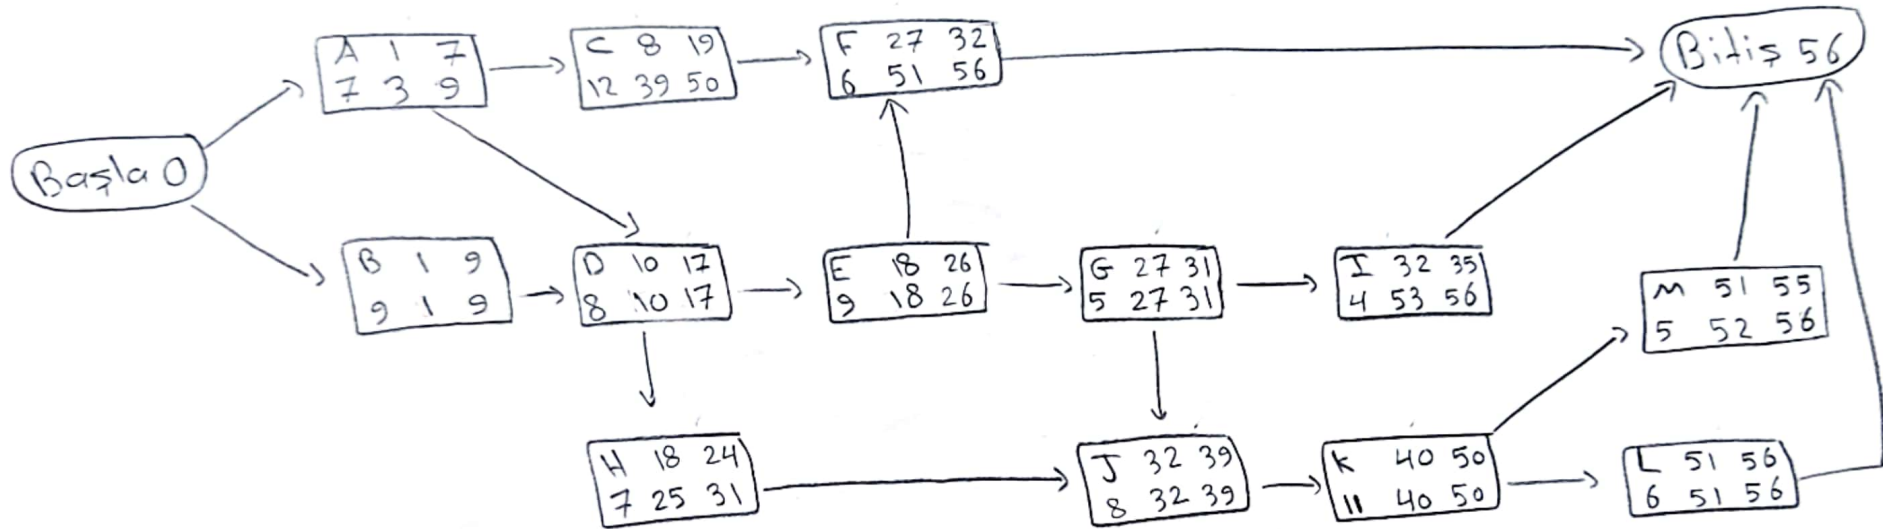 Başla 0
A 1 7
7 3 9
C 8 19
12 39 50
F 27 32
6 51 56
Bitiş 56
B 1 9
9 1 9
D 10 17
8 10 17
E 18 26
9 18 26
G 27 31
5 27 31
I 32 35
4 53 56
M 51 55
5 52 56
H 18 24
7 25 31
J 32 39
8 32 39
K 40 50
11 40 50
L 51 56
6 51 56